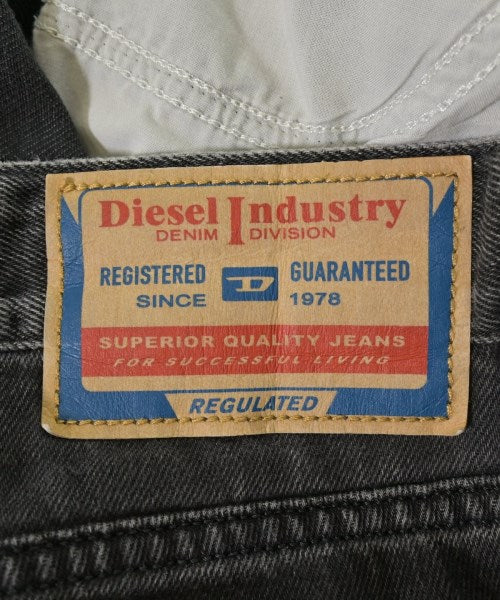 Diesel Industry
DENIM DIVISION
REGISTERED D GUARANTEED
SINCE 1978
SUPERIOR QUALITY JEANS
FOR SUCCESSFUL LIVING
REGULATED